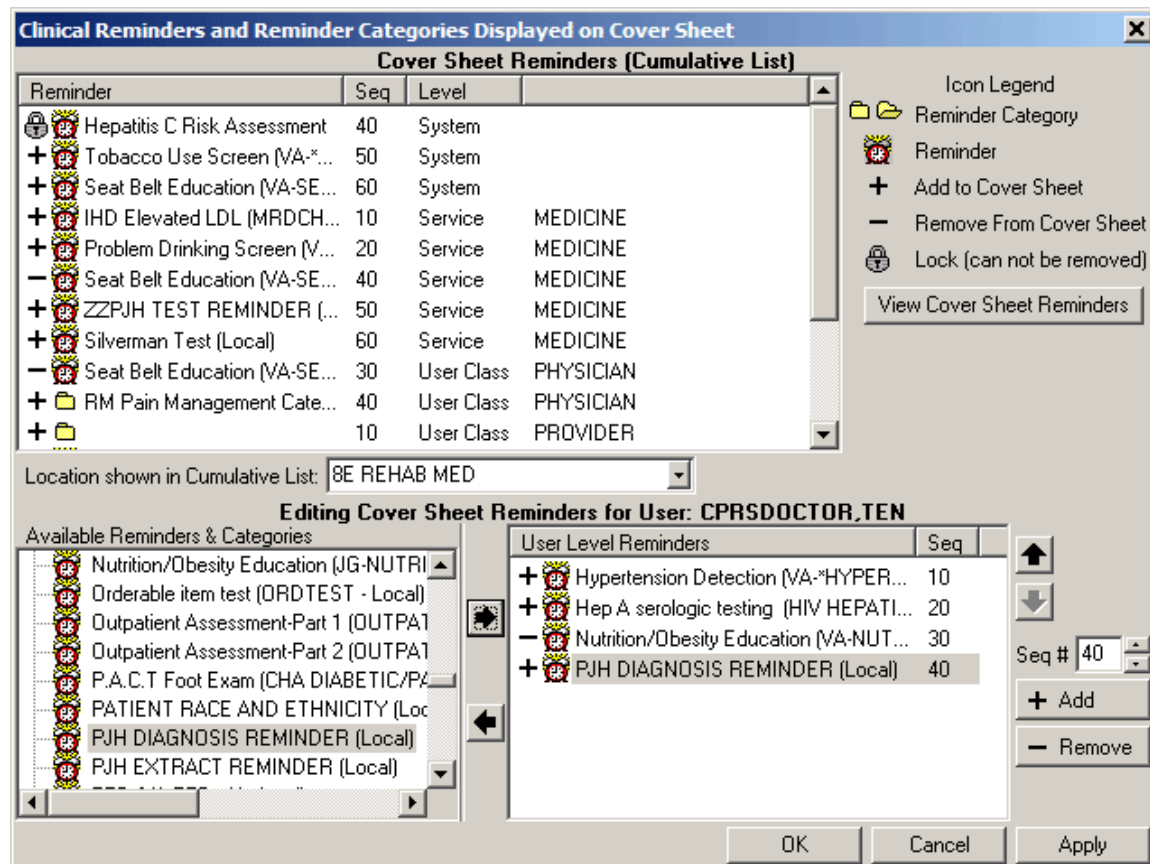 Clinical Reminders and Reminder Categories Displayed on Cover Sheet
Cover Sheet Reminders (Cumulative List)
Reminder Seq Level
Hepatitis C Risk Assessment 40 System
Tobacco Use Screen (VA-*... 50 System
Seat Belt Education (VA-SE... 60 System
IHD Elevated LDL (MRDCH... 10 Service MEDICINE
Problem Drinking Screen (V... 20 Service MEDICINE
Seat Belt Education (VA-SE... 40 Service MEDICINE
ZZPJH TEST REMINDER (... 50 Service MEDICINE
Silverman Test (Local) 60 Service MEDICINE
Seat Belt Education (VA-SE... 30 User Class PHYSICIAN
RM Pain Management Cate... 40 User Class PHYSICIAN
10 User Class PROVIDER
Icon Legend
Reminder Category
Reminder
+ Add to Cover Sheet
− Remove From Cover Sheet
Lock (can not be removed)
View Cover Sheet Reminders
Location shown in Cumulative List: 8E REHAB MED
Editing Cover Sheet Reminders for User: CPRSDOCTOR,TEN
Available Reminders & Categories
Nutrition/Obesity Education (JG-NUTRI
Orderable item test (ORDTEST - Local)
Outpatient Assessment-Part 1 (OUTPAT
Outpatient Assessment-Part 2 (OUTPAT
P.A.C.T Foot Exam (CHA DIABETIC/PA
PATIENT RACE AND ETHNICITY (Loc
PJH DIAGNOSIS REMINDER (Local)
PJH EXTRACT REMINDER (Local)
User Level Reminders Seq
+ Hypertension Detection (VA-*HYPER... 10
+ Hep A serologic testing (HIV HEPATI... 20
− Nutrition/Obesity Education (VA-NUT... 30
+ PJH DIAGNOSIS REMINDER (Local) 40
Seq # 40
+ Add
− Remove
OK Cancel Apply